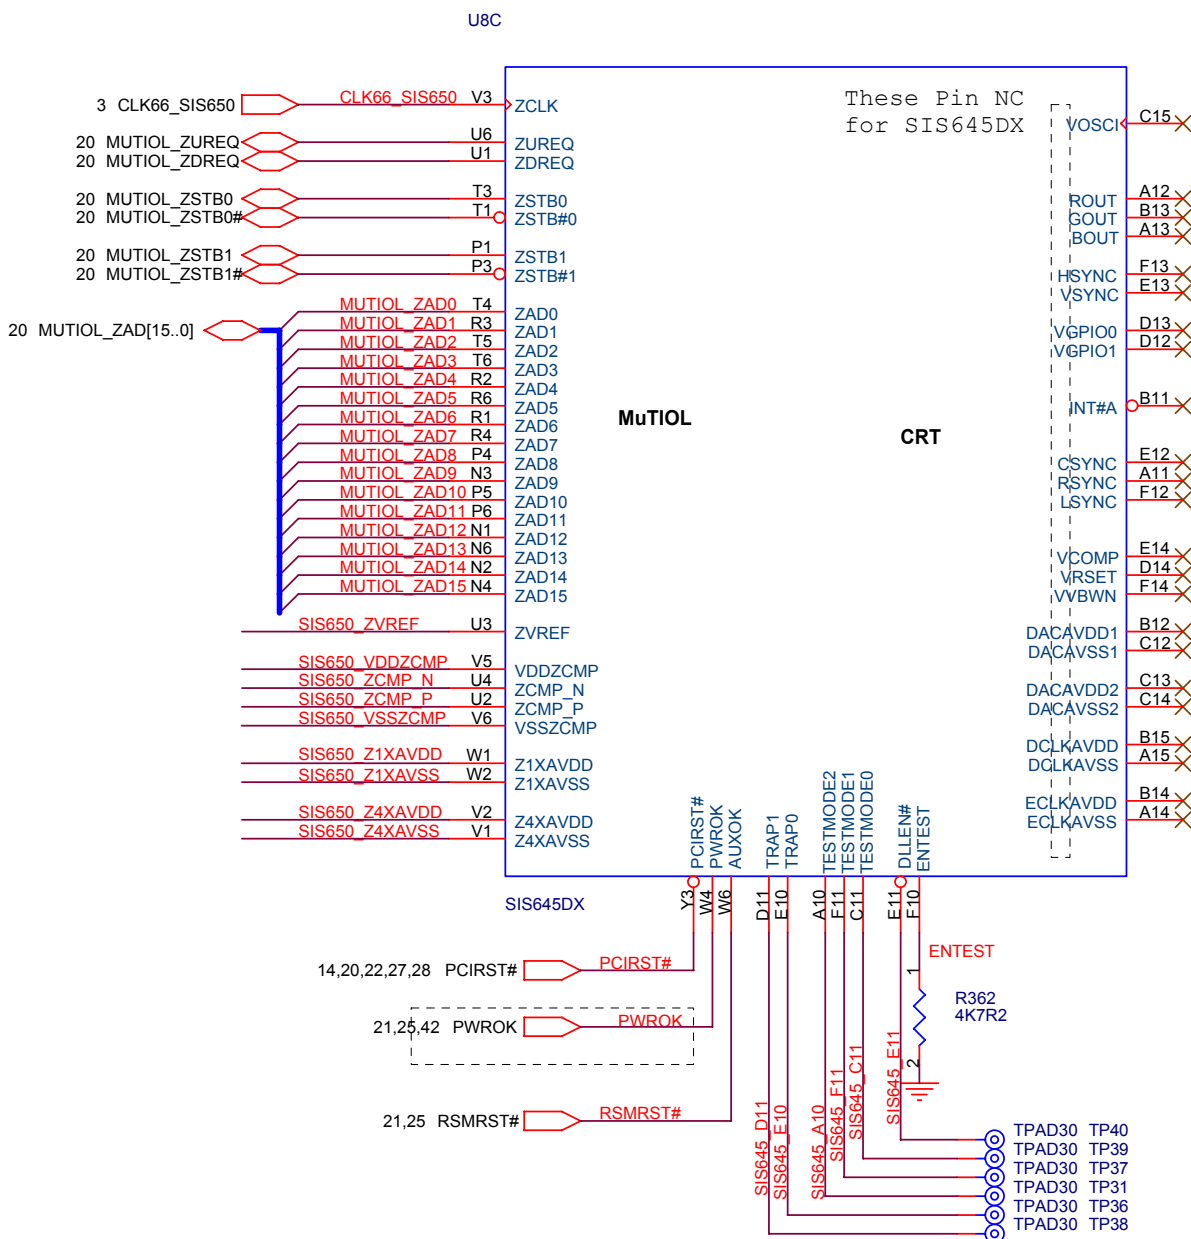 U8C
These Pin NC
for SIS645DX
3 CLK66_SIS650 CLK66_SIS650 V3 ZCLK
20 MUTIOL_ZUREQ U6 ZUREQ
20 MUTIOL_ZDREQ U1 ZDREQ
20 MUTIOL_ZSTB0 T3 ZSTB0
20 MUTIOL_ZSTB0# T1 ZSTB#0
20 MUTIOL_ZSTB1 P1 ZSTB1
20 MUTIOL_ZSTB1# P3 ZSTB#1
20 MUTIOL_ZAD[15..0]
MUTIOL_ZAD0 T4 ZAD0
MUTIOL_ZAD1 R3 ZAD1
MUTIOL_ZAD2 T5 ZAD2
MUTIOL_ZAD3 T6 ZAD3
MUTIOL_ZAD4 R2 ZAD4
MUTIOL_ZAD5 R6 ZAD5
MUTIOL_ZAD6 R1 ZAD6
MUTIOL_ZAD7 R4 ZAD7
MUTIOL_ZAD8 P4 ZAD8
MUTIOL_ZAD9 N3 ZAD9
MUTIOL_ZAD10 P5 ZAD10
MUTIOL_ZAD11 P6 ZAD11
MUTIOL_ZAD12 N1 ZAD12
MUTIOL_ZAD13 N6 ZAD13
MUTIOL_ZAD14 N2 ZAD14
MUTIOL_ZAD15 N4 ZAD15
SIS650_ZVREF U3 ZVREF
SIS650_VDDZCMP V5 VDDZCMP
SIS650_ZCMP_N U4 ZCMP_N
SIS650_ZCMP_P U2 ZCMP_P
SIS650_VSSZCMP V6 VSSZCMP
SIS650_Z1XAVDD W1 Z1XAVDD
SIS650_Z1XAVSS W2 Z1XAVSS
SIS650_Z4XAVDD V2 Z4XAVDD
SIS650_Z4XAVSS V1 Z4XAVSS
MuTIOL
CRT
VOSCI C15
ROUT A12
GOUT B13
BOUT A13
HSYNC F13
VSYNC E13
VGPIO0 D13
VGPIO1 D12
INT#A B11
CSYNC E12
RSYNC A11
LSYNC F12
VCOMP E14
VRSET D14
VVBWN F14
DACAVDD1 B12
DACAVSS1 C12
DACAVDD2 C13
DACAVSS2 C14
DCLKAVDD B15
DCLKAVSS A15
ECLKAVDD B14
ECLKAVSS A14
PCIRST# Y3
PWROK W4
AUXOK W6
TRAP1 D11
TRAP0 E10
TESTMODE2 A10
TESTMODE1 F11
TESTMODE0 C11
DLLEN# E11
ENTEST F10
SIS645DX
14,20,22,27,28 PCIRST# PCIRST#
21,25,42 PWROK PWROK
21,25 RSMRST# RSMRST#
ENTEST
1
R362
4K7R2
2
SIS645_D11
SIS645_E10
SIS645_A10
SIS645_F11
SIS645_C11
SIS645_E11
TPAD30 TP40
TPAD30 TP39
TPAD30 TP37
TPAD30 TP31
TPAD30 TP36
TPAD30 TP38